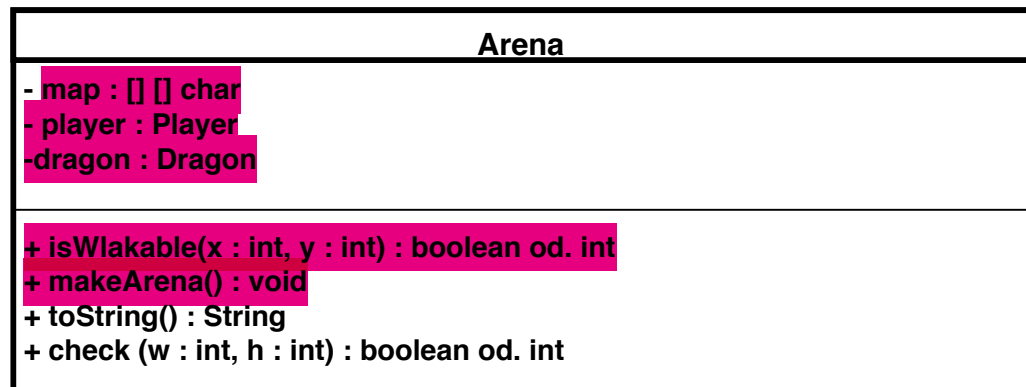 Arena
- map : [] [] char
- player : Player
-dragon : Dragon
+ isWlakable(x : int, y : int) : boolean od. int
+ makeArena() : void
+ toString() : String
+ check (w : int, h : int) : boolean od. int